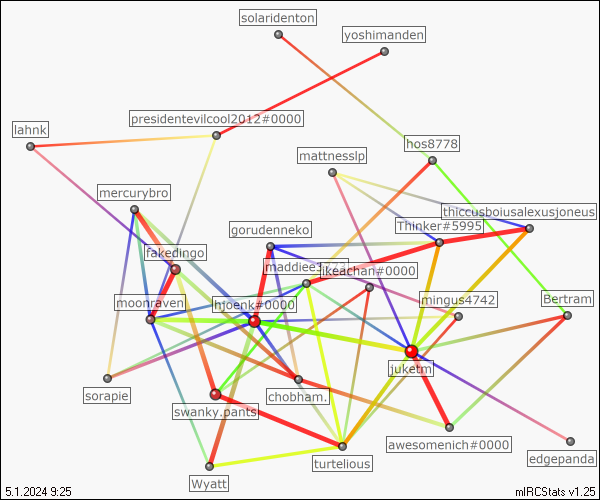 solaridenton
yoshimanden
presidentevilcool2012#0000
lahnk
hos8778
mattnesslp
mercurybro
thiccusboiusalexusjoneus
Thinker#5995
gorudenneko
fakedingo
maddiee
likeachan#0000
moonraven
hjoenk#0000
mingus4742
Bertram
juketm
sorapie
chobham.
swanky.pants
awesomenich#0000
turtelious
edgepanda
Wyatt
5.1.2024 9:25
mIRCStats v1.25